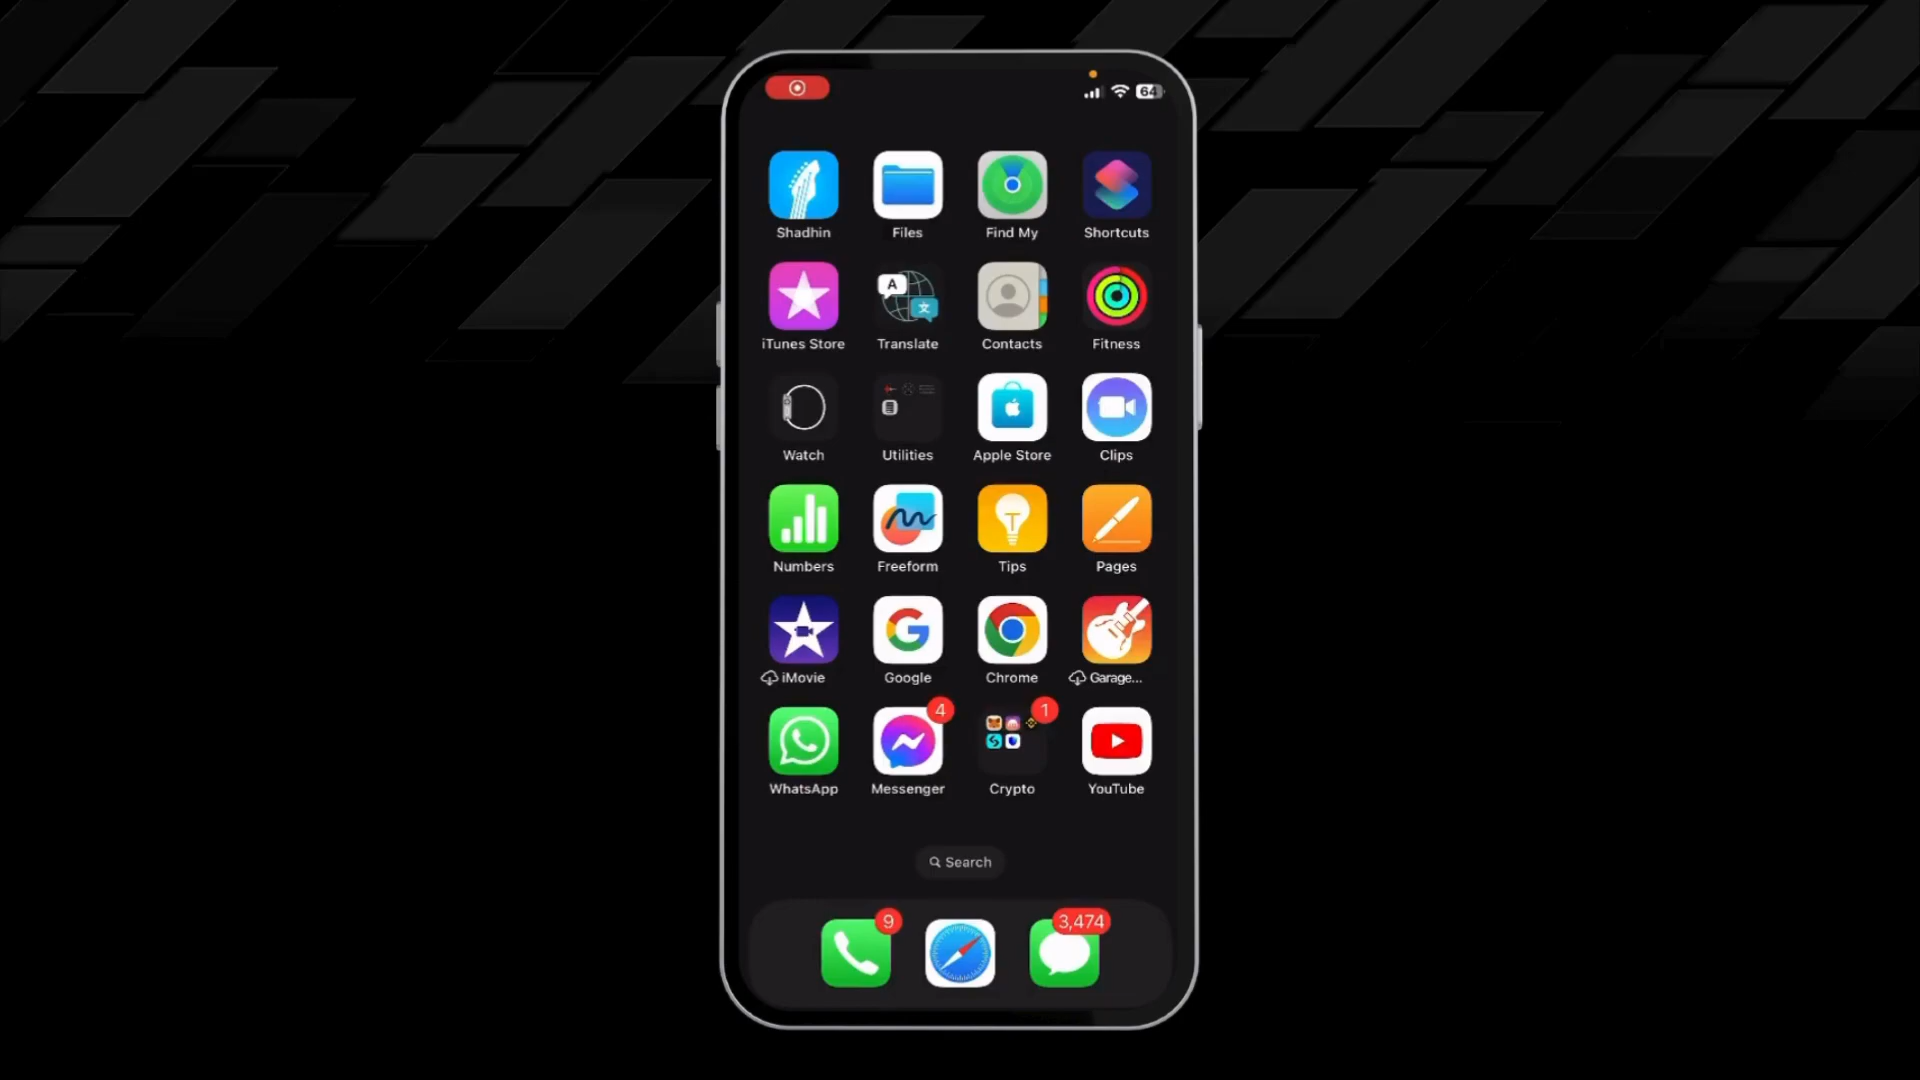 64
Shadhin Files Find My Shortcuts
A 文
iTunes Store Translate Contacts Fitness
Watch Utilities Apple Store Clips
T
Numbers Freeform Tips Pages
iMovie Google Chrome Garage...
4 1
WhatsApp Messenger Crypto YouTube
Search
9 3,474